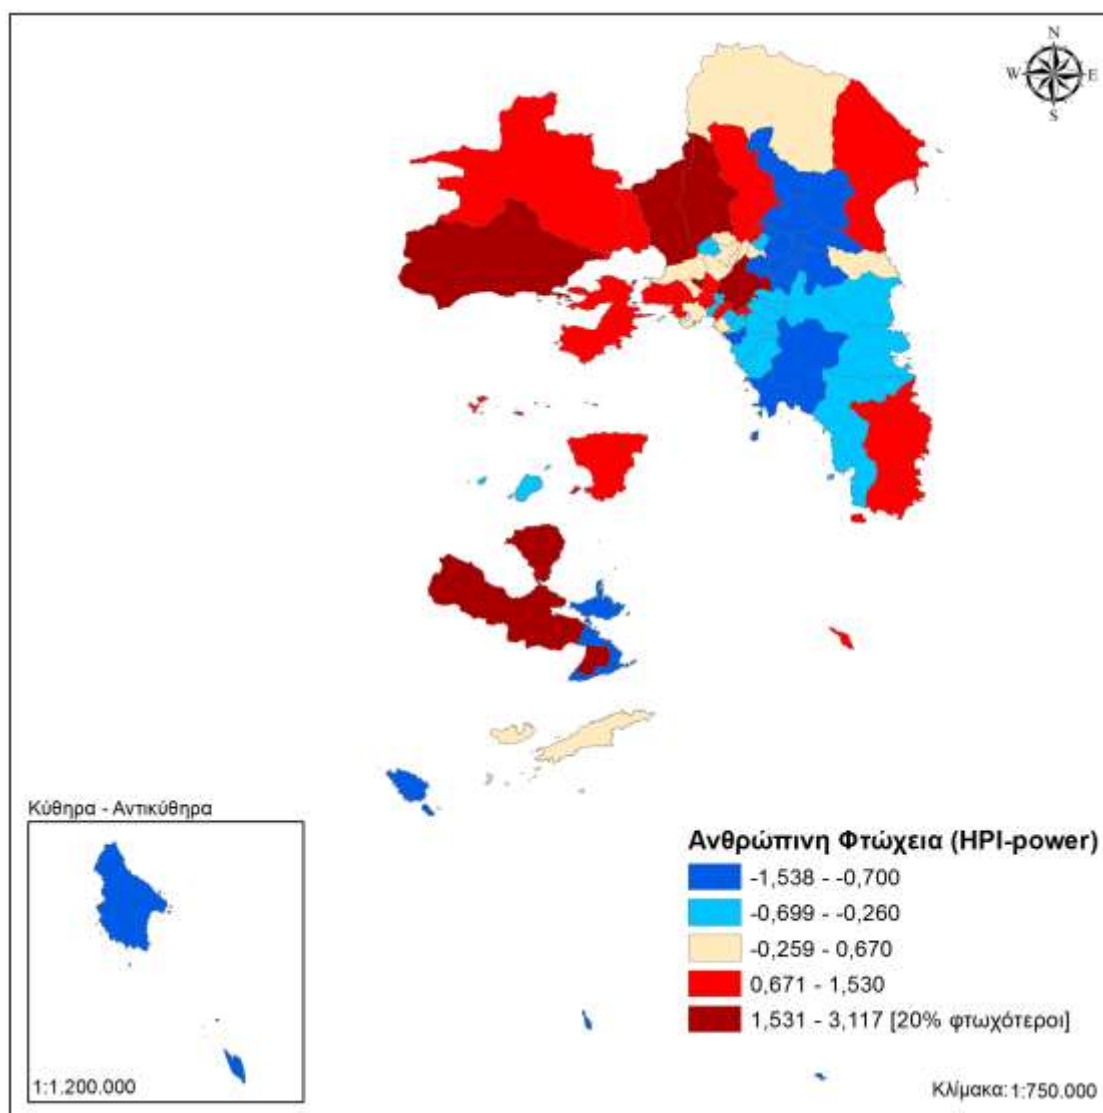 N
W E
S
Κύθηρα - Αντικύθηρα
1:1.200.000
Ανθρώπινη Φτώχεια (HPI-power)
-1,538 - -0,700
-0,699 - -0,260
-0,259 - 0,670
0,671 - 1,530
1,531 - 3,117 [20% φτωχότεροι]
Κλίμακα: 1:750.000